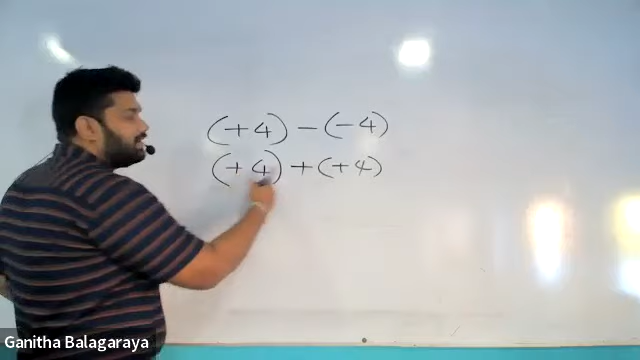 (+4) − (−4)
(+4) + (+4)
Ganitha Balagaraya